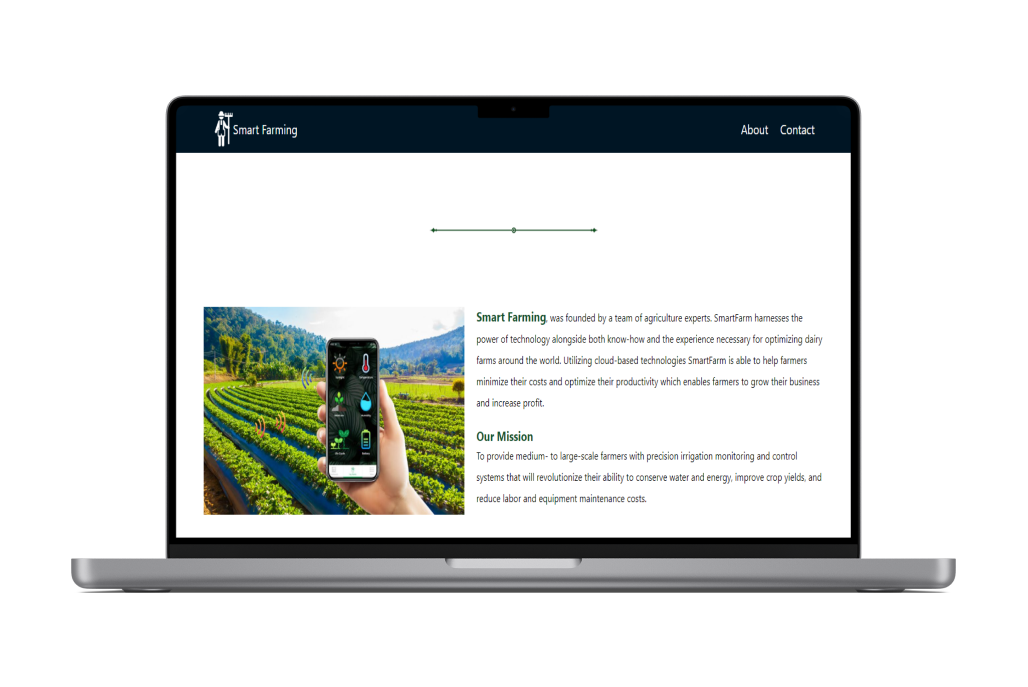 Smart Farming
About Contact
Smart Farming, was founded by a team of agriculture experts. SmartFarm harnesses the
power of technology alongside both know-how and the experience necessary for optimizing dairy
farms around the world. Utilizing cloud-based technologies SmartFarm is able to help farmers
minimize their costs and optimize their productivity which enables farmers to grow their business
and increase profit.
Our Mission
To provide medium- to large-scale farmers with precision irrigation monitoring and control
systems that will revolutionize their ability to conserve water and energy, improve crop yields, and
reduce labor and equipment maintenance costs.